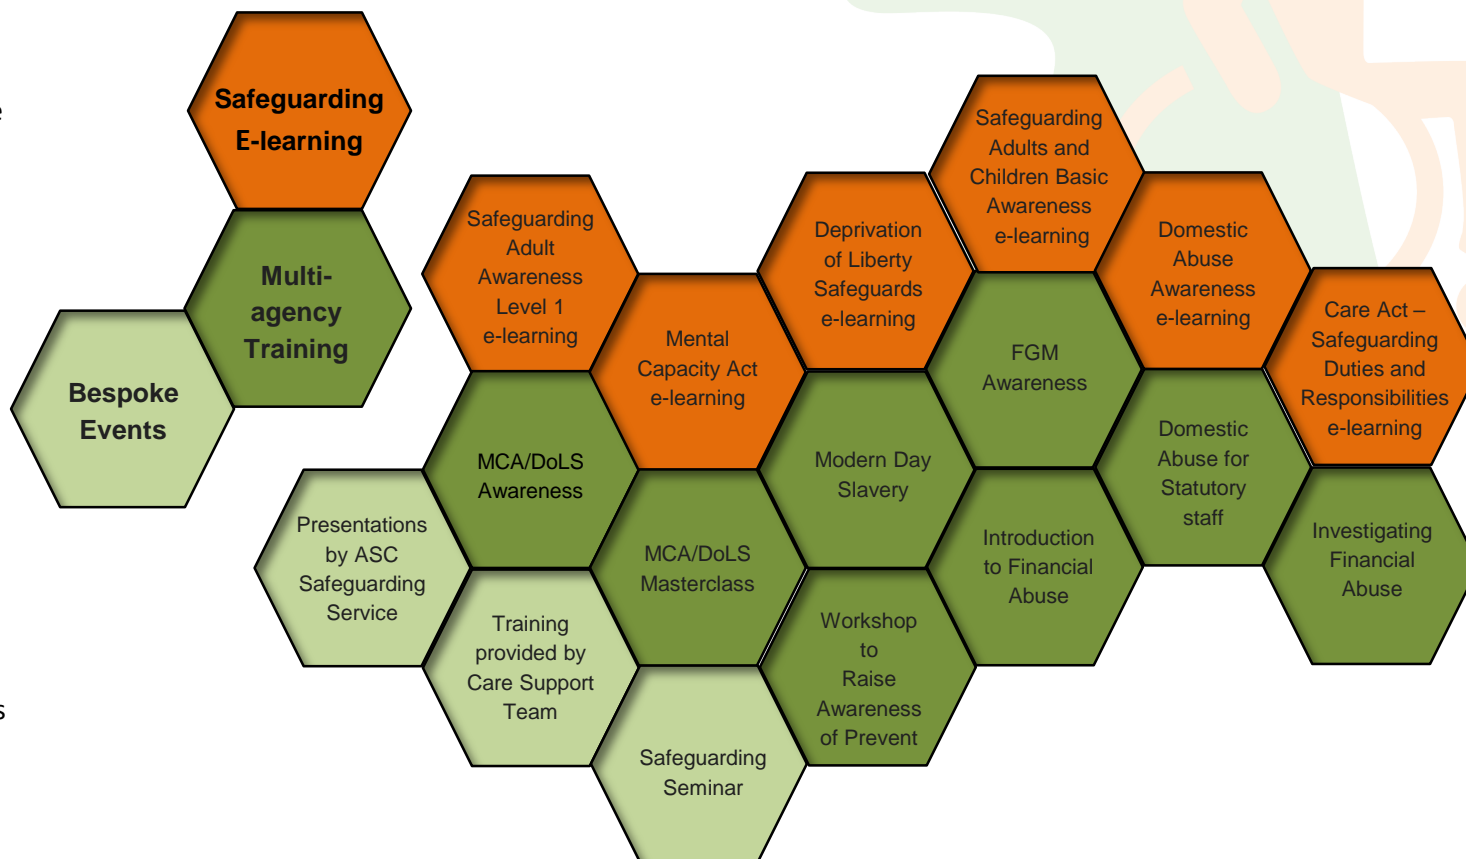 e
Safeguarding
E-learning
Multi-
agency
Training
Bespoke
Events
Safeguarding
Adult
Awareness
Level 1
e-learning
Mental
Capacity Act
e-learning
Deprivation
of Liberty
Safeguards
e-learning
Safeguarding
Adults and
Children Basic
Awareness
e-learning
Domestic
Abuse
Awareness
e-learning
Care Act –
Safeguarding
Duties and
Responsibilities
e-learning
MCA/DoLS
Awareness
MCA/DoLS
Masterclass
Modern Day
Slavery
FGM
Awareness
Domestic
Abuse for
Statutory
staff
Introduction
to Financial
Abuse
Investigating
Financial
Abuse
Workshop
to
Raise
Awareness
of Prevent
Presentations
by ASC
Safeguarding
Service
Training
provided by
Care Support
Team
Safeguarding
Seminar
s